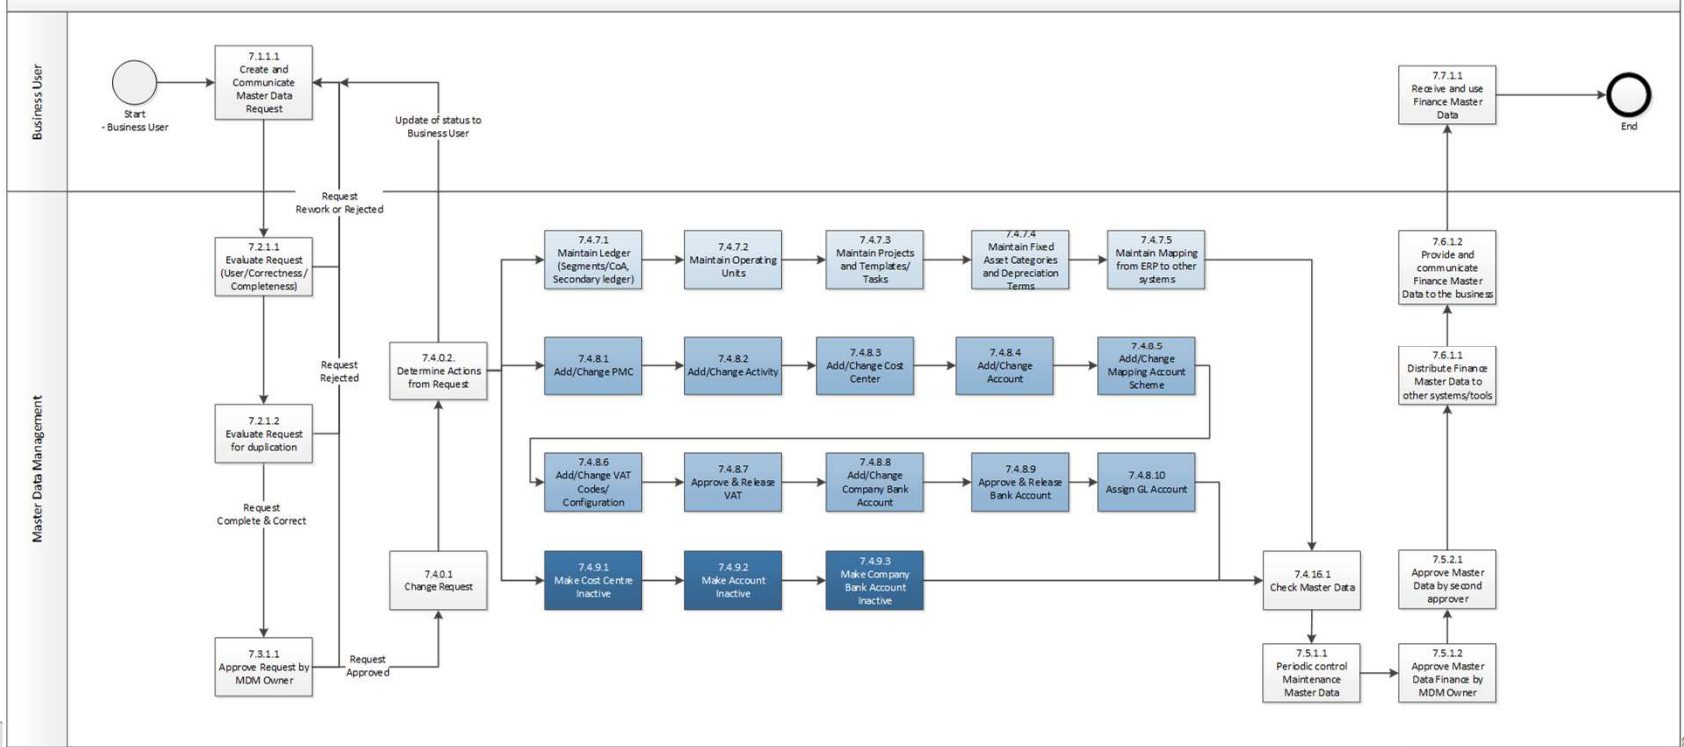 Business User
Start
- Business User
7.1.1.1
Create and
Communicate
Master Data
Request
Update of status to
Business User
7.7.1.1
Receive and use
Finance Master
Data
End
Master Data Management
Request
Rework or Rejected
7.2.1.1
Evaluate Request
(User/Correctness/
Completeness)
Request
Rejected
7.2.1.2
Evaluate Request
for duplication
Request
Complete & Correct
7.3.1.1
Approve Request by
MDM Owner
Request
Approved
7.4.0.1
Change Request
7.4.0.2.
Determine Actions
from Request
7.4.7.1
Maintain Ledger
(Segments/CoA,
Secondary ledger)
7.4.7.2
Maintain Operating
Units
7.4.7.3
Maintain Projects
and Templates/
Tasks
7.4.7.4
Maintain Fixed
Asset Categories
and Depreciation
Terms
7.4.7.5
Maintain Mapping
from ERP to other
systems
7.4.8.1
Add/Change PMC
7.4.8.2
Add/Change Activity
7.4.8.3
Add/Change Cost
Center
7.4.8.4
Add/Change
Account
7.4.8.5
Add/Change
Mapping Account
Scheme
7.4.8.6
Add/Change VAT
Codes/
Configuration
7.4.8.7
Approve & Release
VAT
7.4.8.8
Add/Change
Company Bank
Account
7.4.8.9
Approve & Release
Bank Account
7.4.8.10
Assign GL Account
7.4.9.1
Make Cost Centre
Inactive
7.4.9.2
Make Account
Inactive
7.4.9.3
Make Company
Bank Account
Inactive
7.4.16.1
Check Master Data
7.5.1.1
Periodic control
Maintenance
Master Data
7.5.1.2
Approve Master
Data Finance by
MDM Owner
7.5.2.1
Approve Master
Data by second
approver
7.6.1.1
Distribute Finance
Master Data to
other systems/tools
7.6.1.2
Provide and
communicate
Finance Master
Data to the business